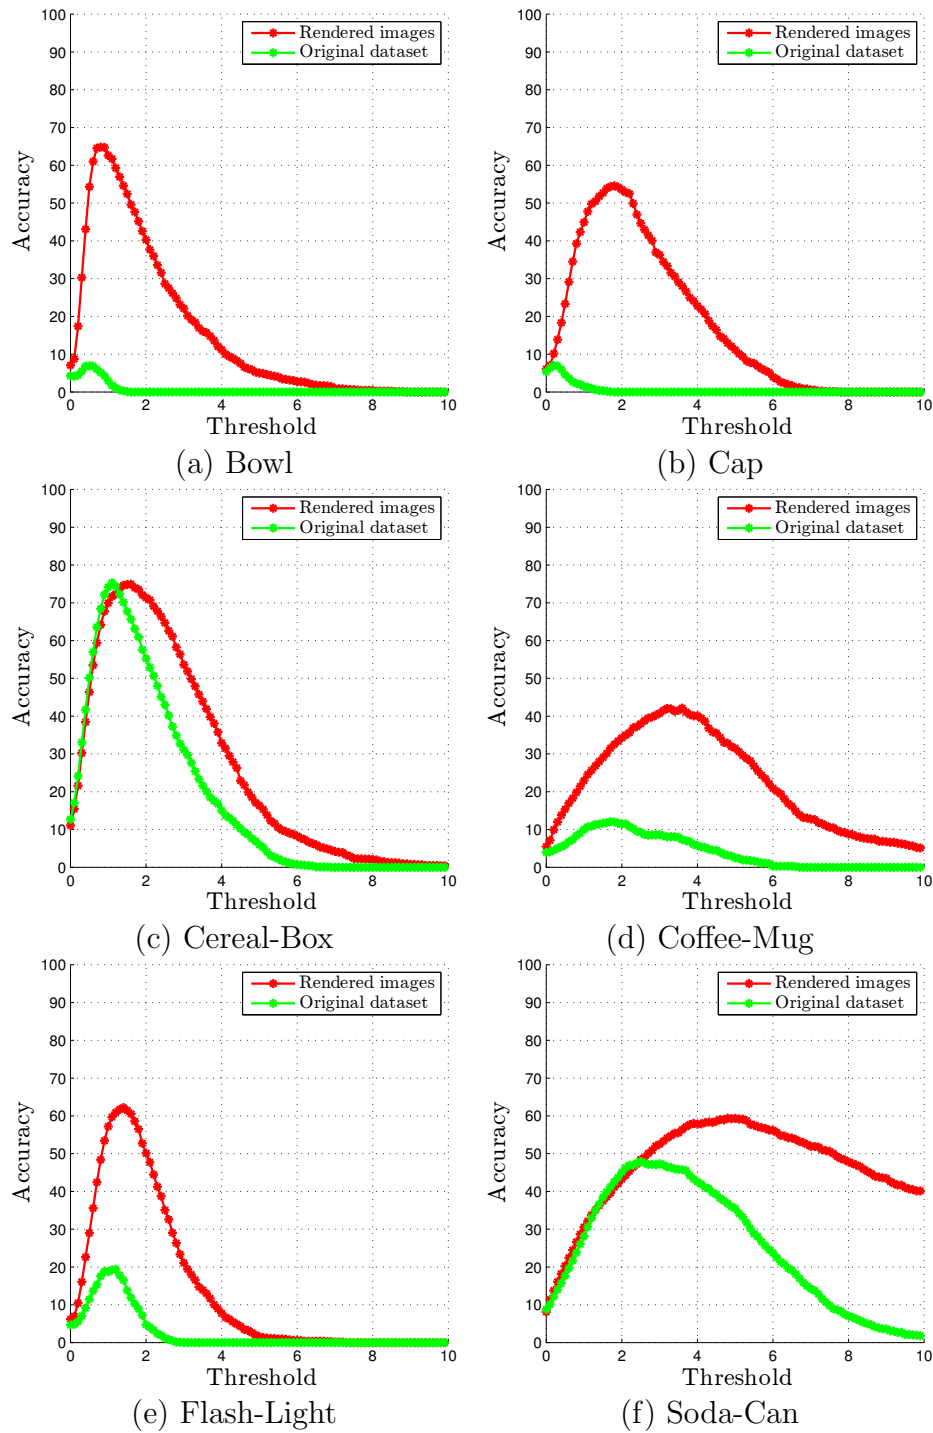 100
90
80
70
60
50
40
30
20
10
0
Accuracy
Rendered images
Original dataset
0 2 4 6 8 10
Threshold
(a) Bowl
100
90
80
70
60
50
40
30
20
10
0
Accuracy
Rendered images
Original dataset
0 2 4 6 8 10
Threshold
(b) Cap
100
90
80
70
60
50
40
30
20
10
0
Accuracy
Rendered images
Original dataset
0 2 4 6 8 10
Threshold
(c) Cereal-Box
100
90
80
70
60
50
40
30
20
10
0
Accuracy
Rendered images
Original dataset
0 2 4 6 8 10
Threshold
(d) Coffee-Mug
100
90
80
70
60
50
40
30
20
10
0
Accuracy
Rendered images
Original dataset
0 2 4 6 8 10
Threshold
(e) Flash-Light
100
90
80
70
60
50
40
30
20
10
0
Accuracy
Rendered images
Original dataset
0 2 4 6 8 10
Threshold
(f) Soda-Can